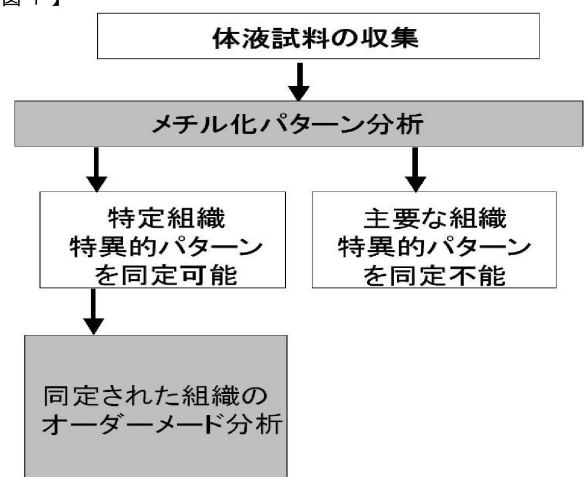 図１】
体液試料の収集
メチル化パターン分析
特定組織
特異的パターン
を同定可能
主要な組織
特異的パターン
を同定不能
同定された組織の
オーダーメード分析